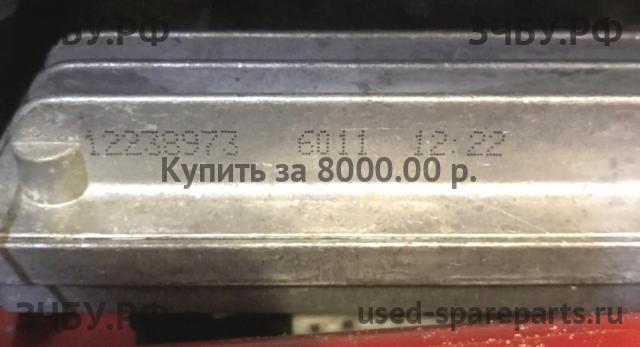 ЗЧБУ.РФ ЗЧБУ.РФ
12238973 6011 12:22
Купить за 8000.00 р.
ЗЧБУ.РФ used-spareparts.ru